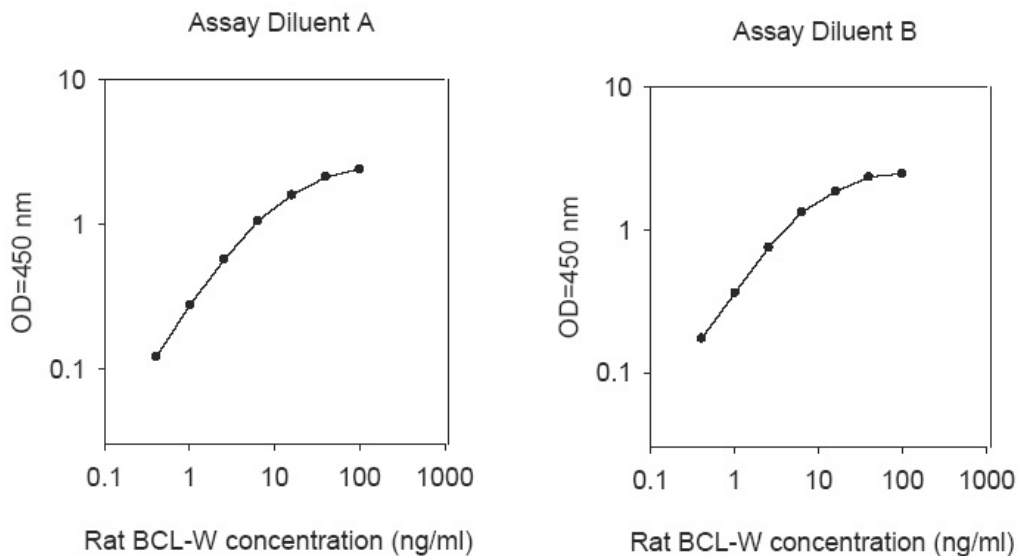 Assay Diluent A
10
1
0.1
OD=450 nm
0.1 1 10 100 1000
Rat BCL-W concentration (ng/ml)
Assay Diluent B
10
1
0.1
OD=450 nm
0.1 1 10 100 1000
Rat BCL-W concentration (ng/ml)